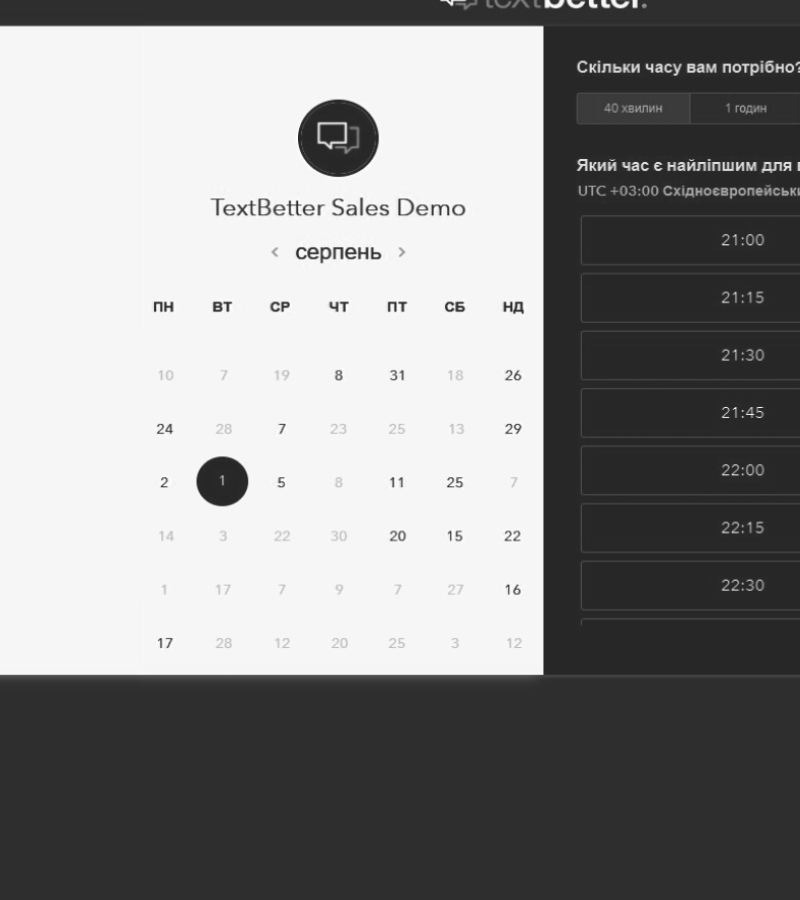 textbetter.
TextBetter Sales Demo
серпень
ПН ВТ СР ЧТ ПТ СБ НД
10 7 19 8 31 18 26
24 28 7 23 25 13 29
2 1 5 8 11 25 7
14 3 22 30 20 15 22
1 17 7 9 7 27 16
17 28 12 20 25 3 12
Скільки часу вам потрібно?
40 хвилин 1 годин
Який час є найліпшим для
UTC +03:00 Східноєвропейськи
21:00
21:15
21:30
21:45
22:00
22:15
22:30